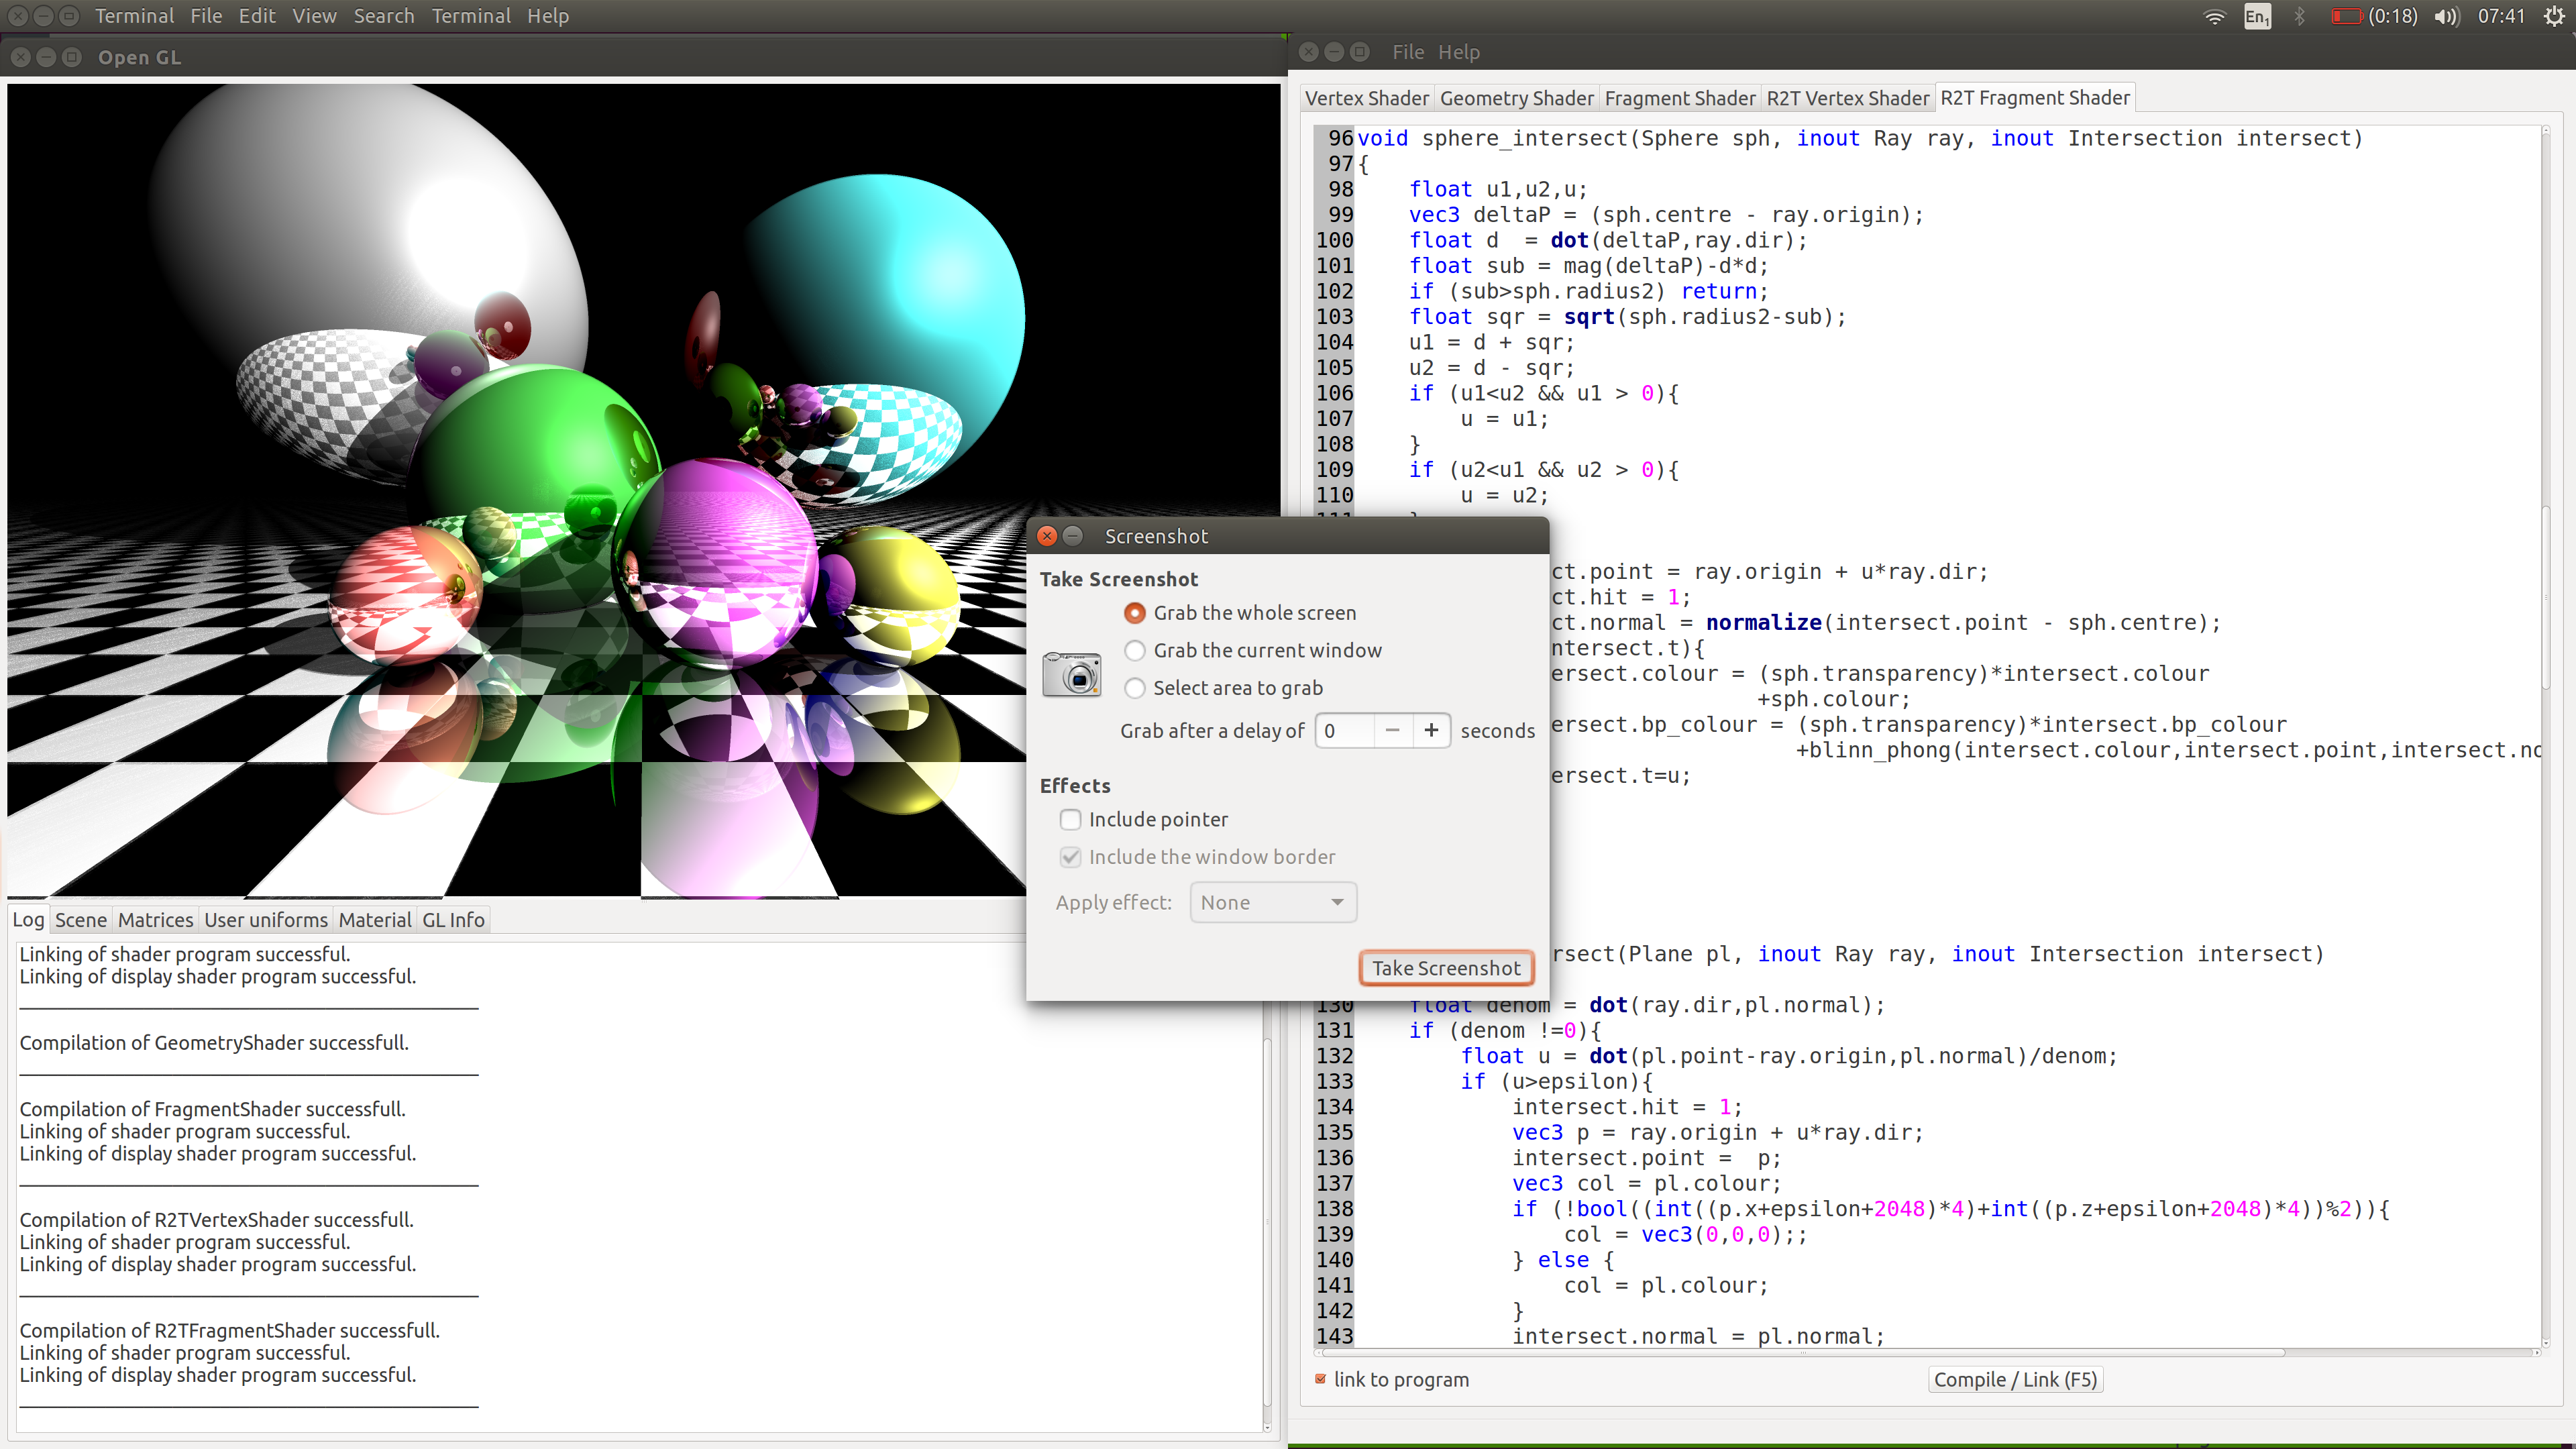 Terminal File Edit View Search Terminal Help
En1 (0:18) 07:41
Open GL
File Help
Vertex Shader Geometry Shader Fragment Shader R2T Vertex Shader R2T Fragment Shader
96 void sphere_intersect(Sphere sph, inout Ray ray, inout Intersection intersect)
97 {
98 float u1,u2,u;
99 vec3 deltaP = (sph.centre - ray.origin);
100 float d = dot(deltaP,ray.dir);
101 float sub = mag(deltaP)-d*d;
102 if (sub>sph.radius2) return;
103 float sqr = sqrt(sph.radius2-sub);
104 u1 = d + sqr;
105 u2 = d - sqr;
106 if (u1<u2 && u1 > 0){
107 u = u1;
108 }
109 if (u2<u1 && u2 > 0){
110 u = u2;
ct.point = ray.origin + u*ray.dir;
ct.hit = 1;
ct.normal = normalize(intersect.point - sph.centre);
ntersect.t){
ersect.colour = (sph.transparency)*intersect.colour
+sph.colour;
ersect.bp_colour = (sph.transparency)*intersect.bp_colour
+blinn_phong(intersect.colour,intersect.point,intersect.no
ersect.t=u;
rsect(Plane pl, inout Ray ray, inout Intersection intersect)
130 float denom = dot(ray.dir,pl.normal);
131 if (denom !=0){
132 float u = dot(pl.point-ray.origin,pl.normal)/denom;
133 if (u>epsilon){
134 intersect.hit = 1;
135 vec3 p = ray.origin + u*ray.dir;
136 intersect.point = p;
137 vec3 col = pl.colour;
138 if (!bool((int((p.x+epsilon+2048)*4)+int((p.z+epsilon+2048)*4))%2)){
139 col = vec3(0,0,0);;
140 } else {
141 col = pl.colour;
142 }
143 intersect.normal = pl.normal;
link to program
Compile / Link (F5)
Screenshot
Take Screenshot
Grab the whole screen
Grab the current window
Select area to grab
Grab after a delay of 0 seconds
Effects
Include pointer
Include the window border
Apply effect: None
Take Screenshot
Log Scene Matrices User uniforms Material GL Info
Linking of shader program successful.
Linking of display shader program successful.
Compilation of GeometryShader successfull.
Compilation of FragmentShader successfull.
Linking of shader program successful.
Linking of display shader program successful.
Compilation of R2TVertexShader successfull.
Linking of shader program successful.
Linking of display shader program successful.
Compilation of R2TFragmentShader successfull.
Linking of shader program successful.
Linking of display shader program successful.